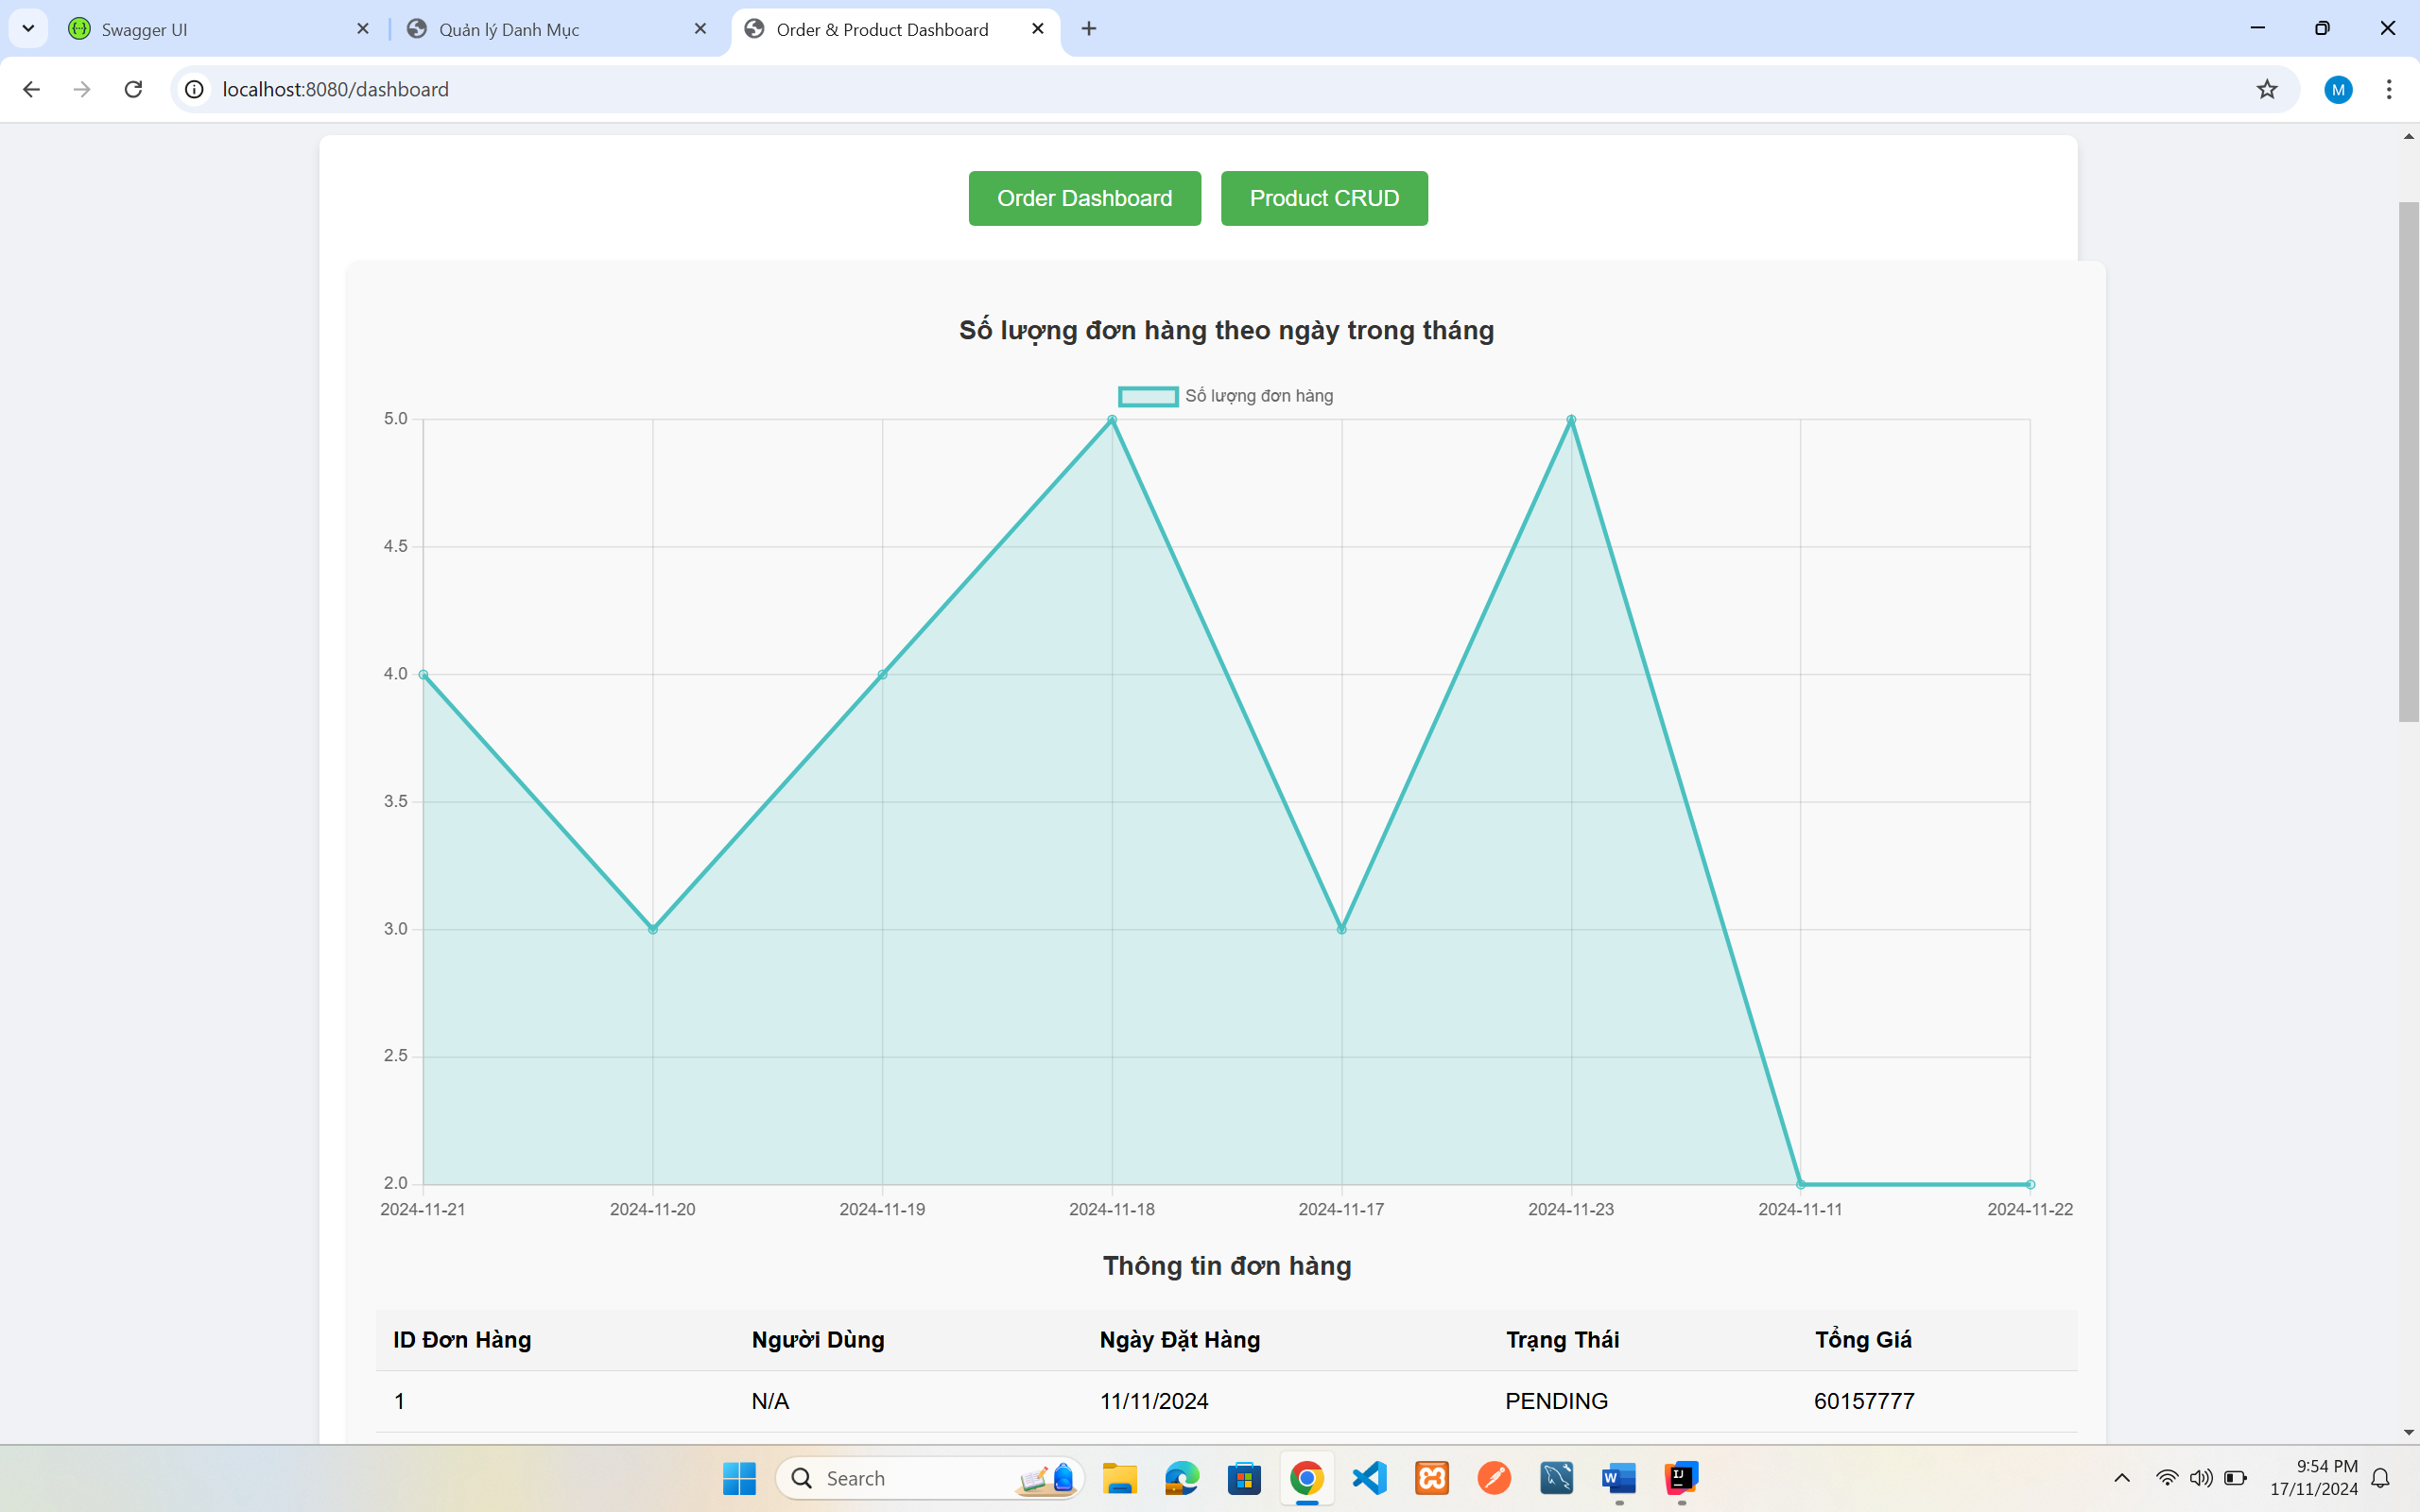 Swagger UI
Quản lý Danh Mục
Order & Product Dashboard
localhost:8080/dashboard
M
Order Dashboard
Product CRUD
Số lượng đơn hàng theo ngày trong tháng
Số lượng đơn hàng
5.0
4.5
4.0
3.5
3.0
2.5
2.0
2024-11-21 2024-11-20 2024-11-19 2024-11-18 2024-11-17 2024-11-23 2024-11-11 2024-11-22
Thông tin đơn hàng
ID Đơn Hàng Người Dùng Ngày Đặt Hàng Trạng Thái Tổng Giá
1 N/A 11/11/2024 PENDING 60157777
Search
W
IJ
9:54 PM
17/11/2024